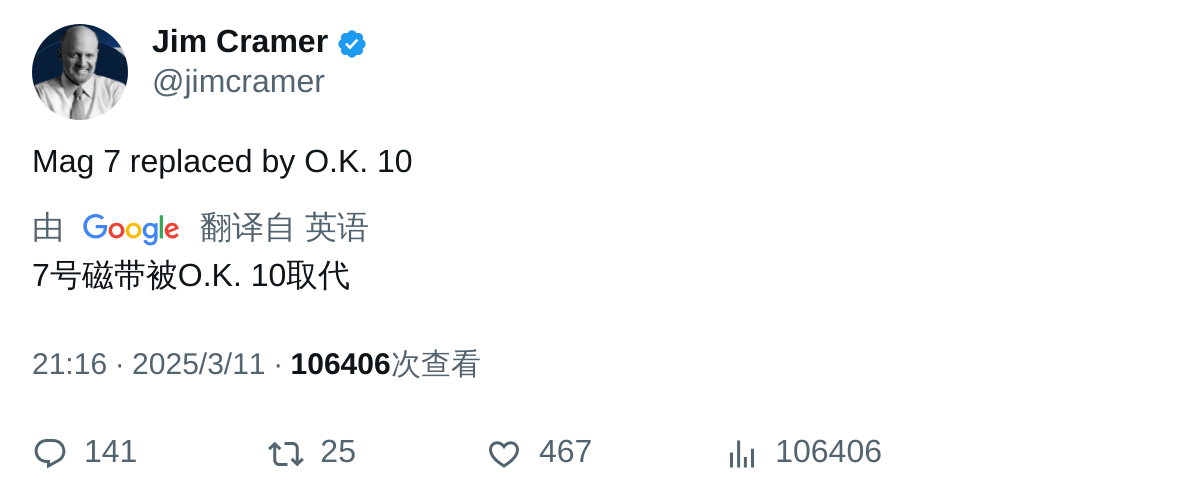 Jim Cramer
@jimcramer
Mag 7 replaced by O.K. 10
由 Google 翻译自 英语
7号磁带被O.K. 10取代
21:16 · 2025/3/11 · 106406次查看
141 25 467 106406